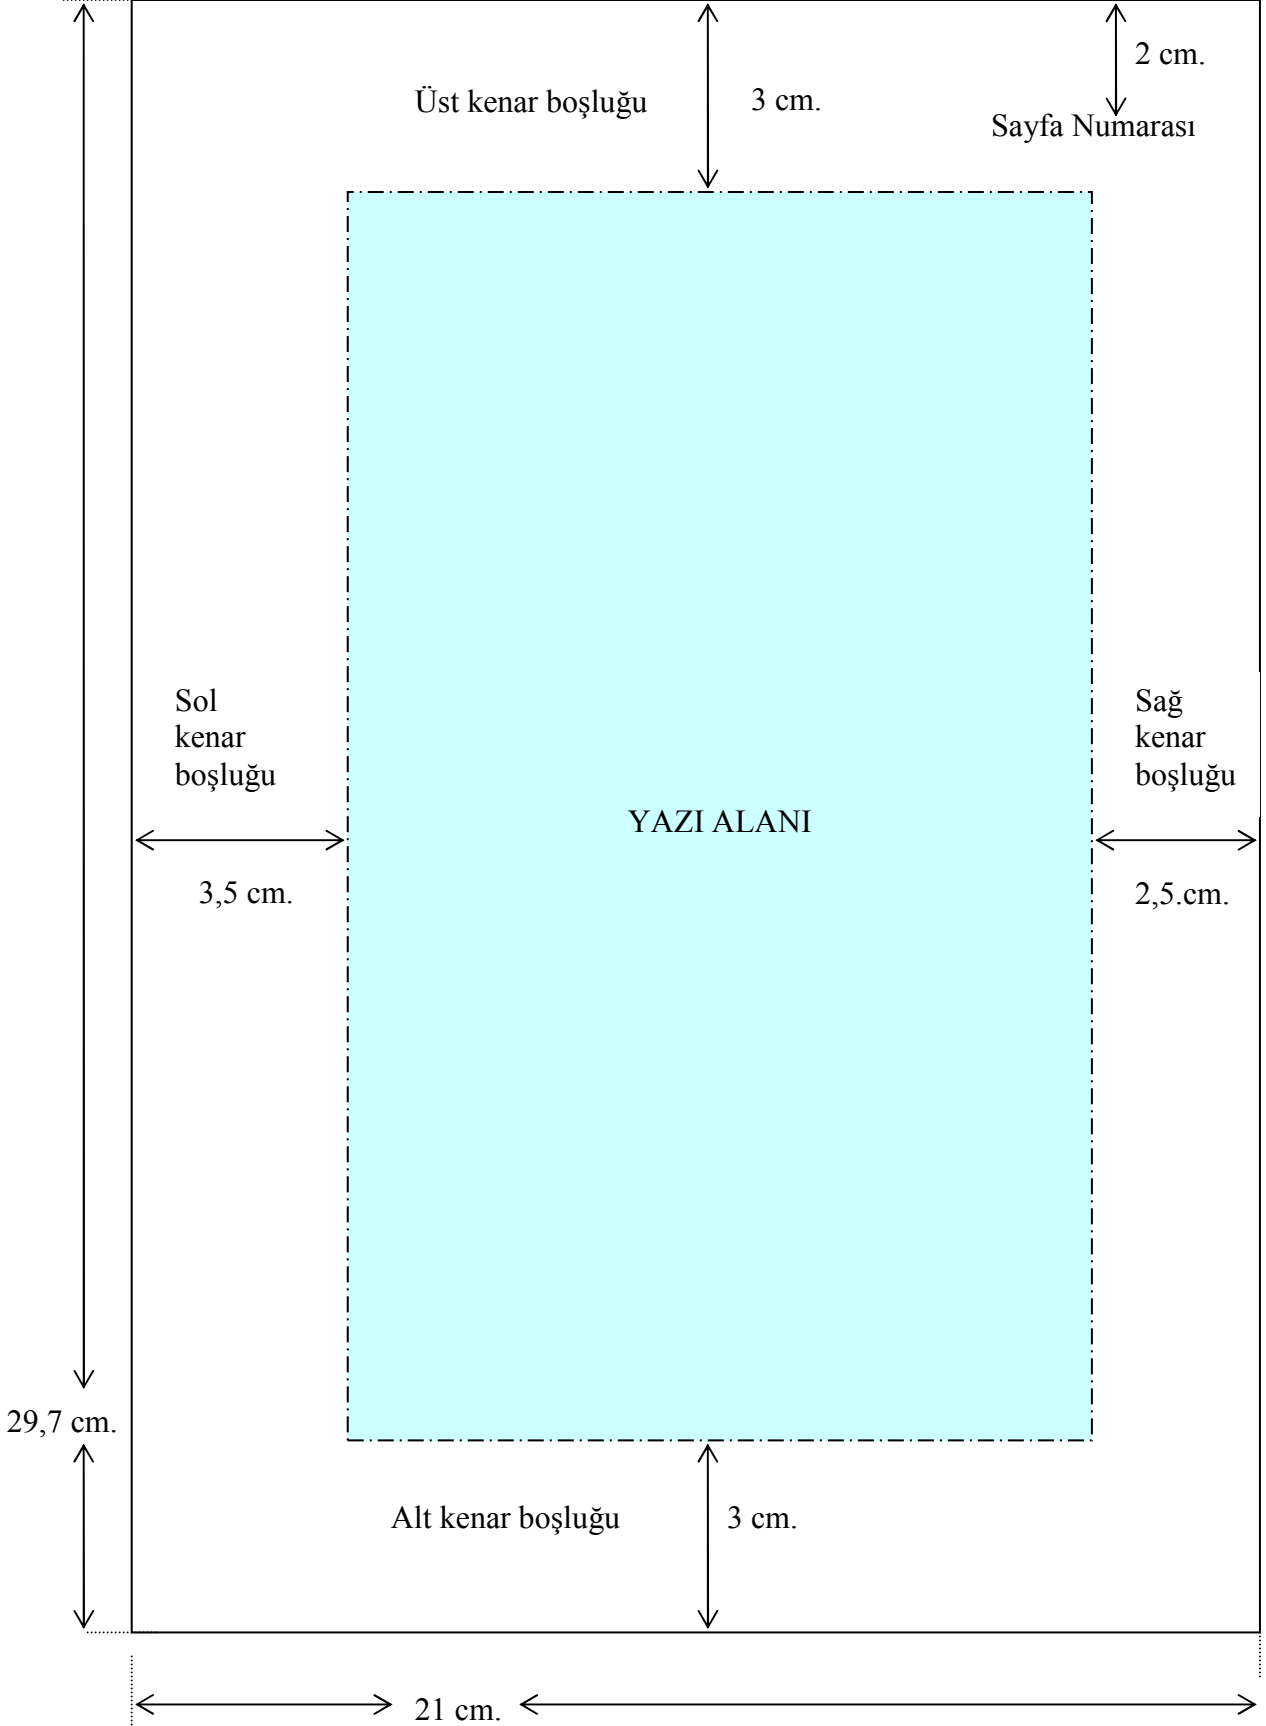 2 cm.
Üst kenar boşluğu
3 cm.
Sayfa Numarası
Sol
kenar
boşluğu
Sağ
kenar
boşluğu
YAZI ALANI
3,5 cm.
2,5.cm.
29,7 cm.
Alt kenar boşluğu
3 cm.
21 cm.